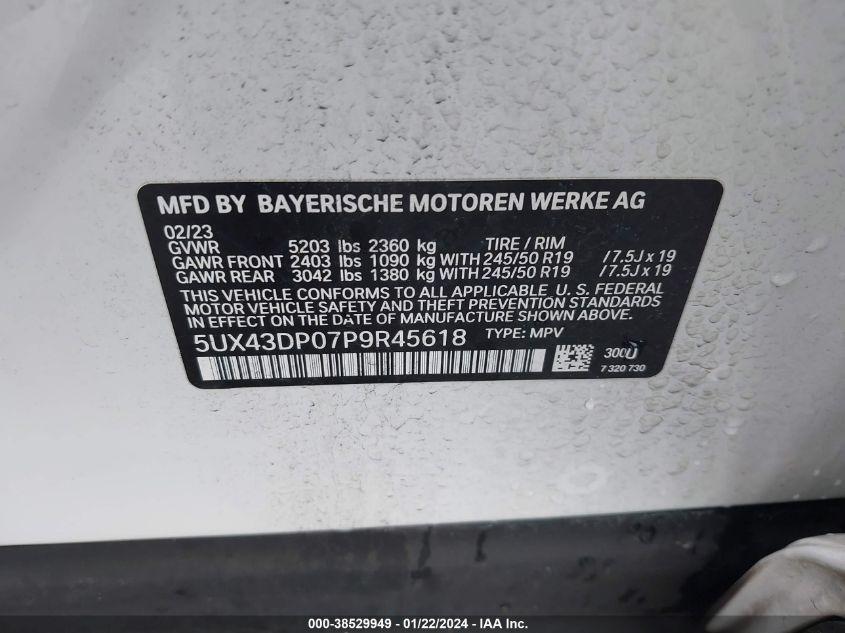 MFD BY BAYERISCHE MOTOREN WERKE AG
02/23
GVWR 5203 lbs 2360 kg TIRE / RIM
GAWR FRONT 2403 lbs 1090 kg WITH 245/50 R19 / 7.5J x 19
GAWR REAR 3042 lbs 1380 kg WITH 245/50 R19 / 7.5J x 19
THIS VEHICLE CONFORMS TO ALL APPLICABLE U. S. FEDERAL
MOTOR VEHICLE SAFETY AND THEFT PREVENTION STANDARDS
IN EFFECT ON THE DATE OF MANUFACTURE SHOWN ABOVE.
5UX43DP07P9R45618 TYPE: MPV
300U
7 320 730
000-38529949 - 01/22/2024 - IAA Inc.